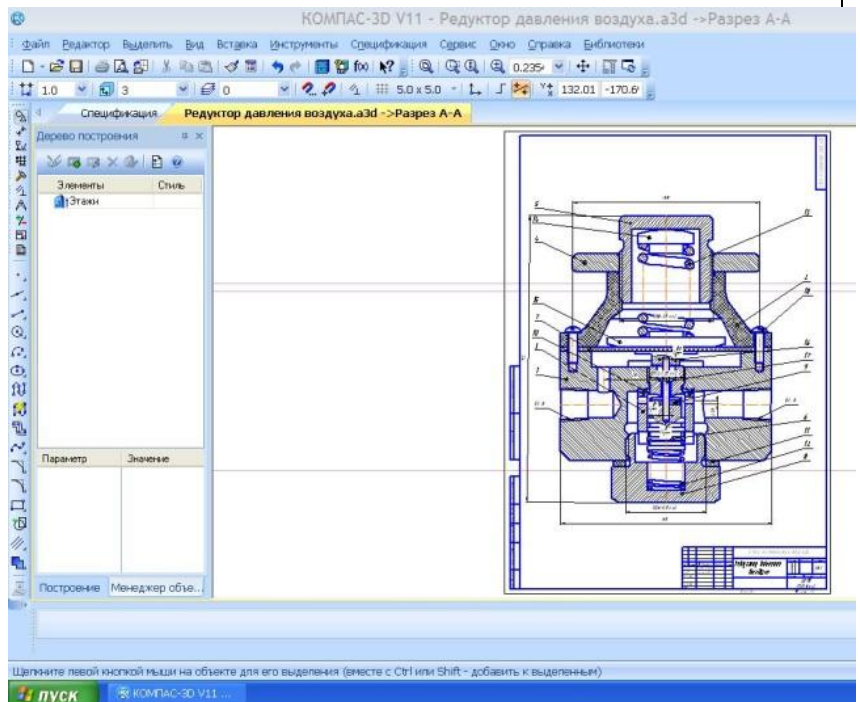 КОМПАС-3D V11 - Редуктор давления воздуха.a3d ->Разрез A-A
Файл Редактор Выделить Вид Вставка Инструменты Спецификация Сервис Окно Справка Библиотеки
f(x) 0.235
1.0 3 0 5.0 x 5.0 132.01 -170.6
Спецификация Редуктор давления воздуха.a3d ->Разрез A-A
Дерево построения
Элементы Стиль
Этажи
Параметр Значение
Построение Менеджер объе...
Щелкните левой кнопкой мыши на объекте для его выделения (вместе с Ctrl или Shift - добавить к выделенным)
пуск КОМПАС-3D V11 ...